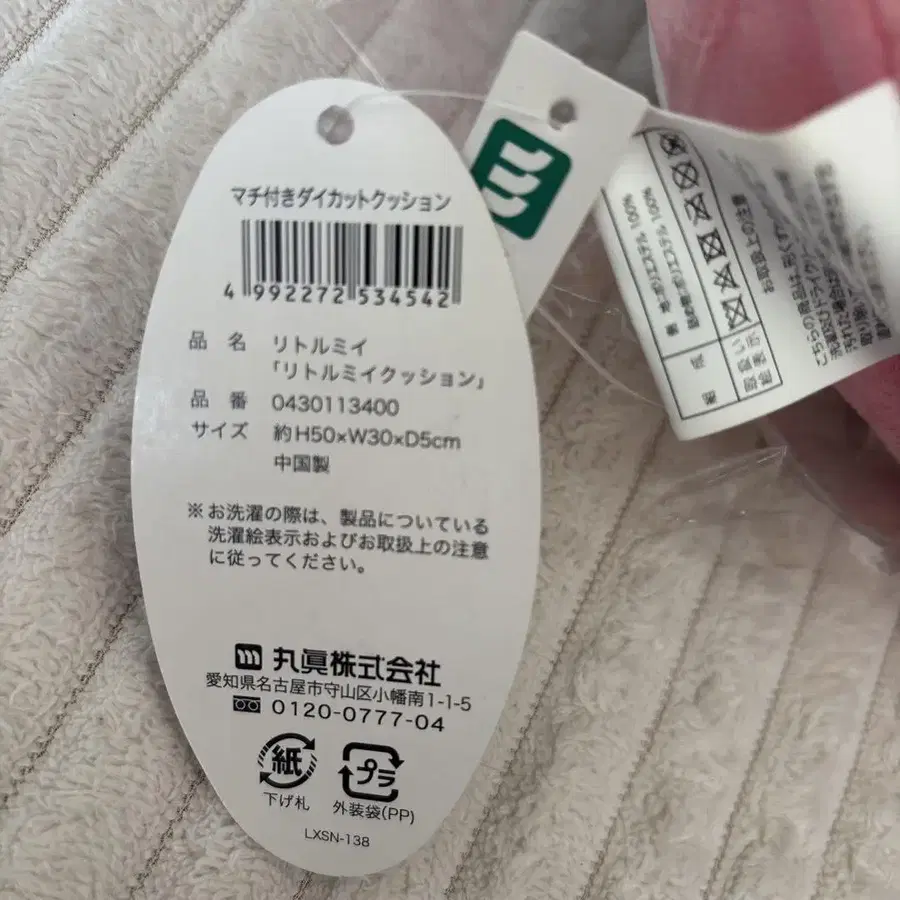 マチ付きダイカットクッション
4 992272 534542
品 名 リトルミイ
「リトルミイクッション」
品 番 0430113400
サイズ 約H50×W30×D5cm
中国製
※お洗濯の際は、製品についている
洗濯絵表示およびお取扱上の注意
に従ってください。
丸眞株式会社
愛知県名古屋市守山区小幡南1-1-5
0120-0777-04
紙
下げ札
プラ
外装袋(PP)
LXSN-138
お取扱上の注意